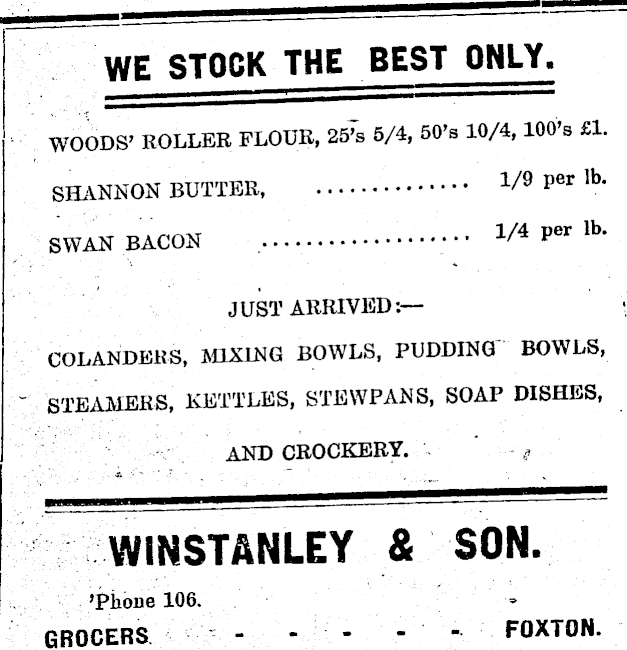 WE STOCK THE BEST ONLY.
WOODS' ROLLER FLOUR, 25's 5/4, 50's 10/4, 100's £1.
SHANNON BUTTER, .............. 1/9 per lb.
SWAN BACON .................... 1/4 per lb.
JUST ARRIVED:—
COLANDERS, MIXING BOWLS, PUDDING BOWLS,
STEAMERS, KETTLES, STEWPANS, SOAP DISHES,
AND CROCKERY.
WINSTANLEY & SON.
'Phone 106.
GROCERS. - - - - - FOXTON.